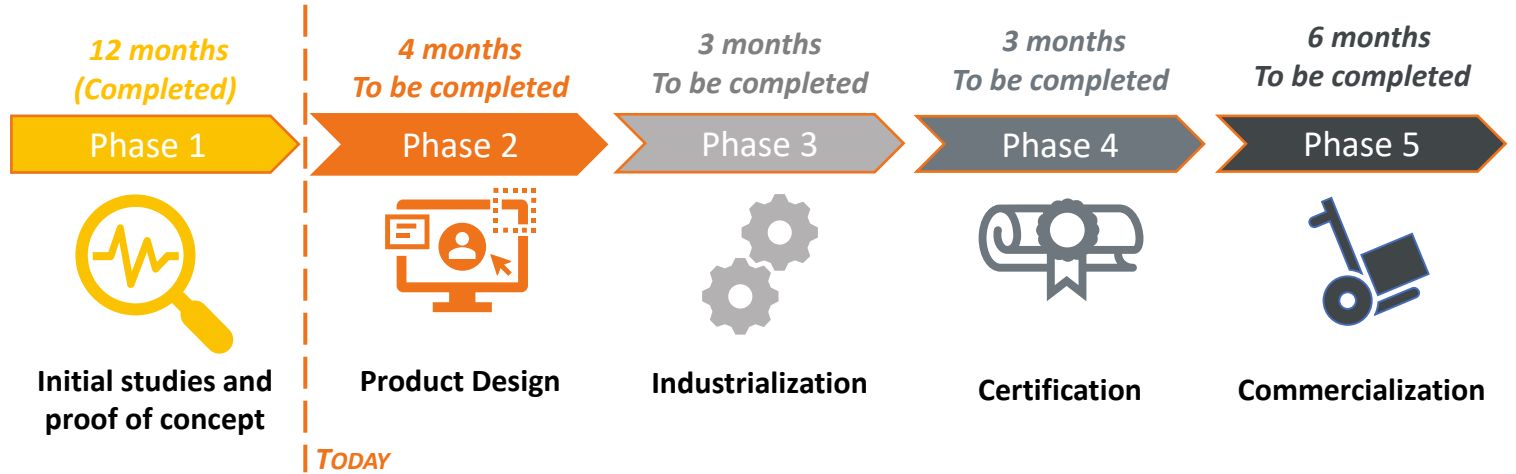 12 months
(Completed)
4 months
To be completed
3 months
To be completed
3 months
To be completed
6 months
To be completed
Phase 1
Phase 2
Phase 3
Phase 4
Phase 5
Initial studies and
proof of concept
Product Design
Industrialization
Certification
Commercialization
TODAY